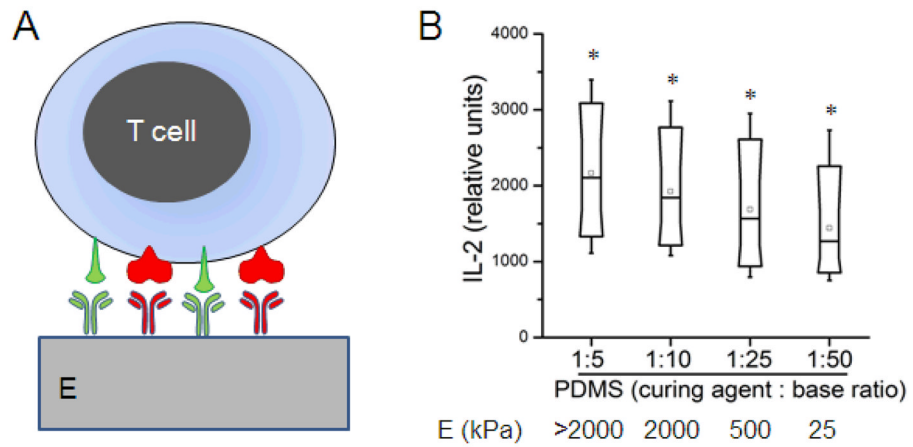 A
T cell
E
B
IL-2 (relative units)
4000
3000
2000
1000
0
* * * *
1:5 1:10 1:25 1:50
PDMS (curing agent : base ratio)
E (kPa) >2000 2000 500 25